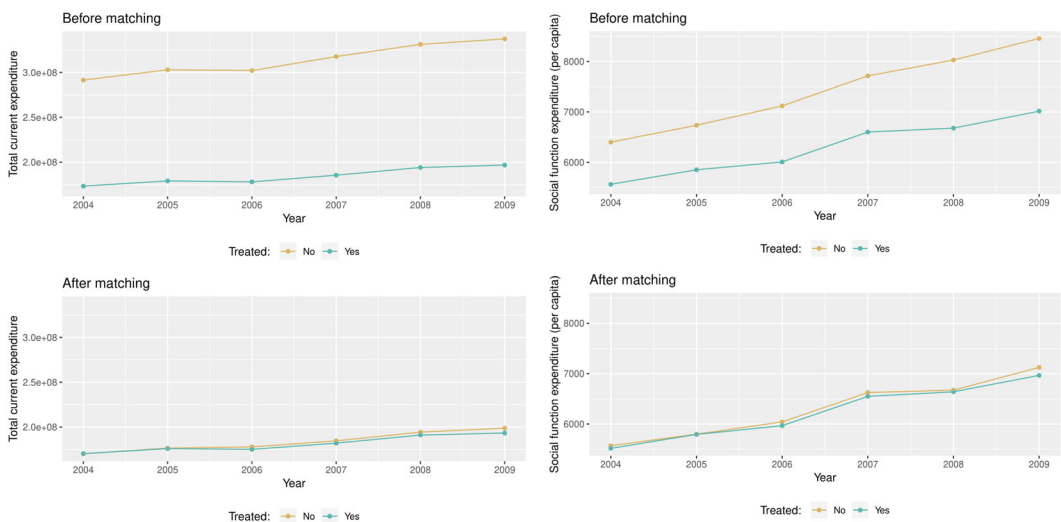 Before matching
Total current expenditure
3.0e+08
2.5e+08
2.0e+08
2004 2005 2006 2007 2008 2009
Year
Treated: No Yes
Before matching
Social function expenditure (per capita)
8000
7000
6000
2004 2005 2006 2007 2008 2009
Year
Treated: No Yes
After matching
Total current expenditure
3.0e+08
2.5e+08
2.0e+08
2004 2005 2006 2007 2008 2009
Year
Treated: No Yes
After matching
Social function expenditure (per capita)
8000
7000
6000
2004 2005 2006 2007 2008 2009
Year
Treated: No Yes